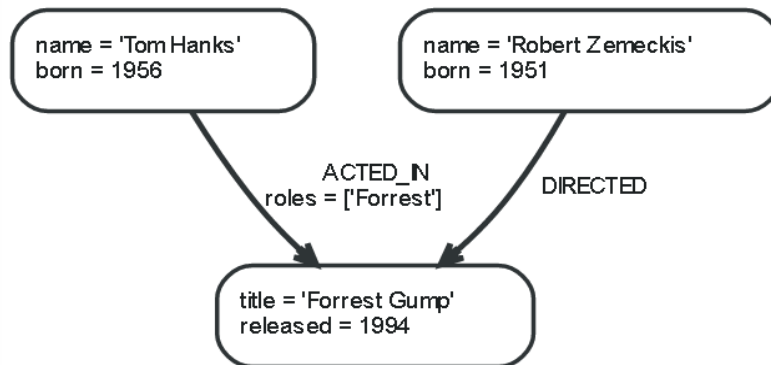 name = 'Tom Hanks'
born = 1956
name = 'Robert Zemeckis'
born = 1951
ACTED_IN
roles = ['Forrest']
DIRECTED
title = 'Forrest Gump'
released = 1994